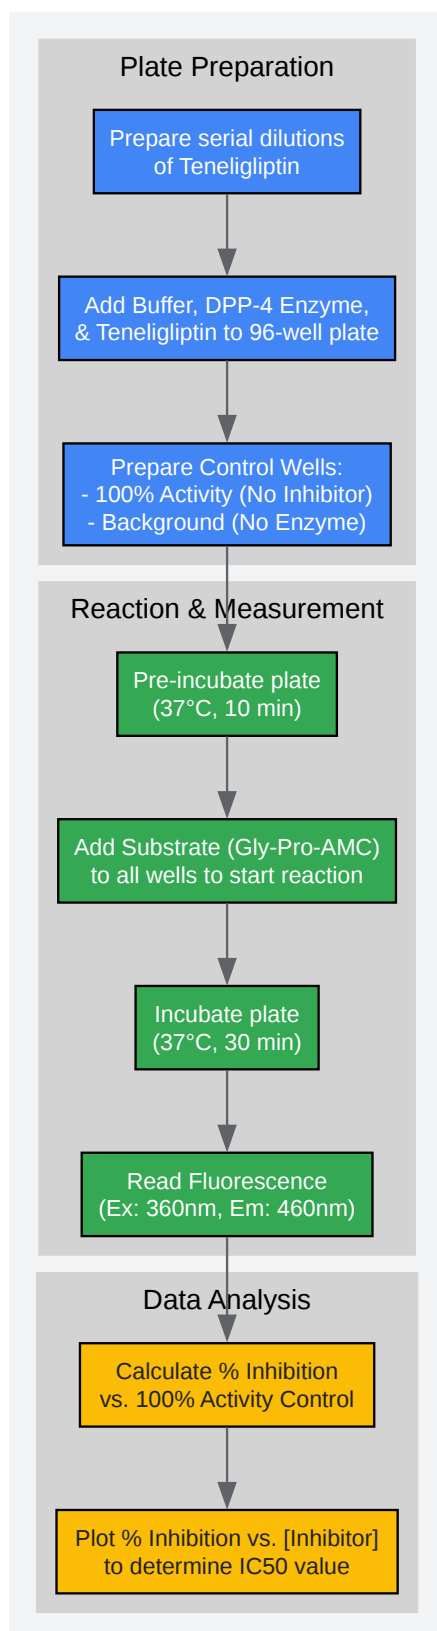 Plate Preparation
Prepare serial dilutions
of Teneligliptin
Add Buffer, DPP-4 Enzyme,
& Teneligliptin to 96-well plate
Prepare Control Wells:
- 100% Activity (No Inhibitor)
- Background (No Enzyme)
Reaction & Measurement
Pre-incubate plate
(37°C, 10 min)
Add Substrate (Gly-Pro-AMC)
to all wells to start reaction
Incubate plate
(37°C, 30 min)
Read Fluorescence
(Ex: 360nm, Em: 460nm)
Data Analysis
Calculate % Inhibition
vs. 100% Activity Control
Plot % Inhibition vs. [Inhibitor]
to determine IC50 value